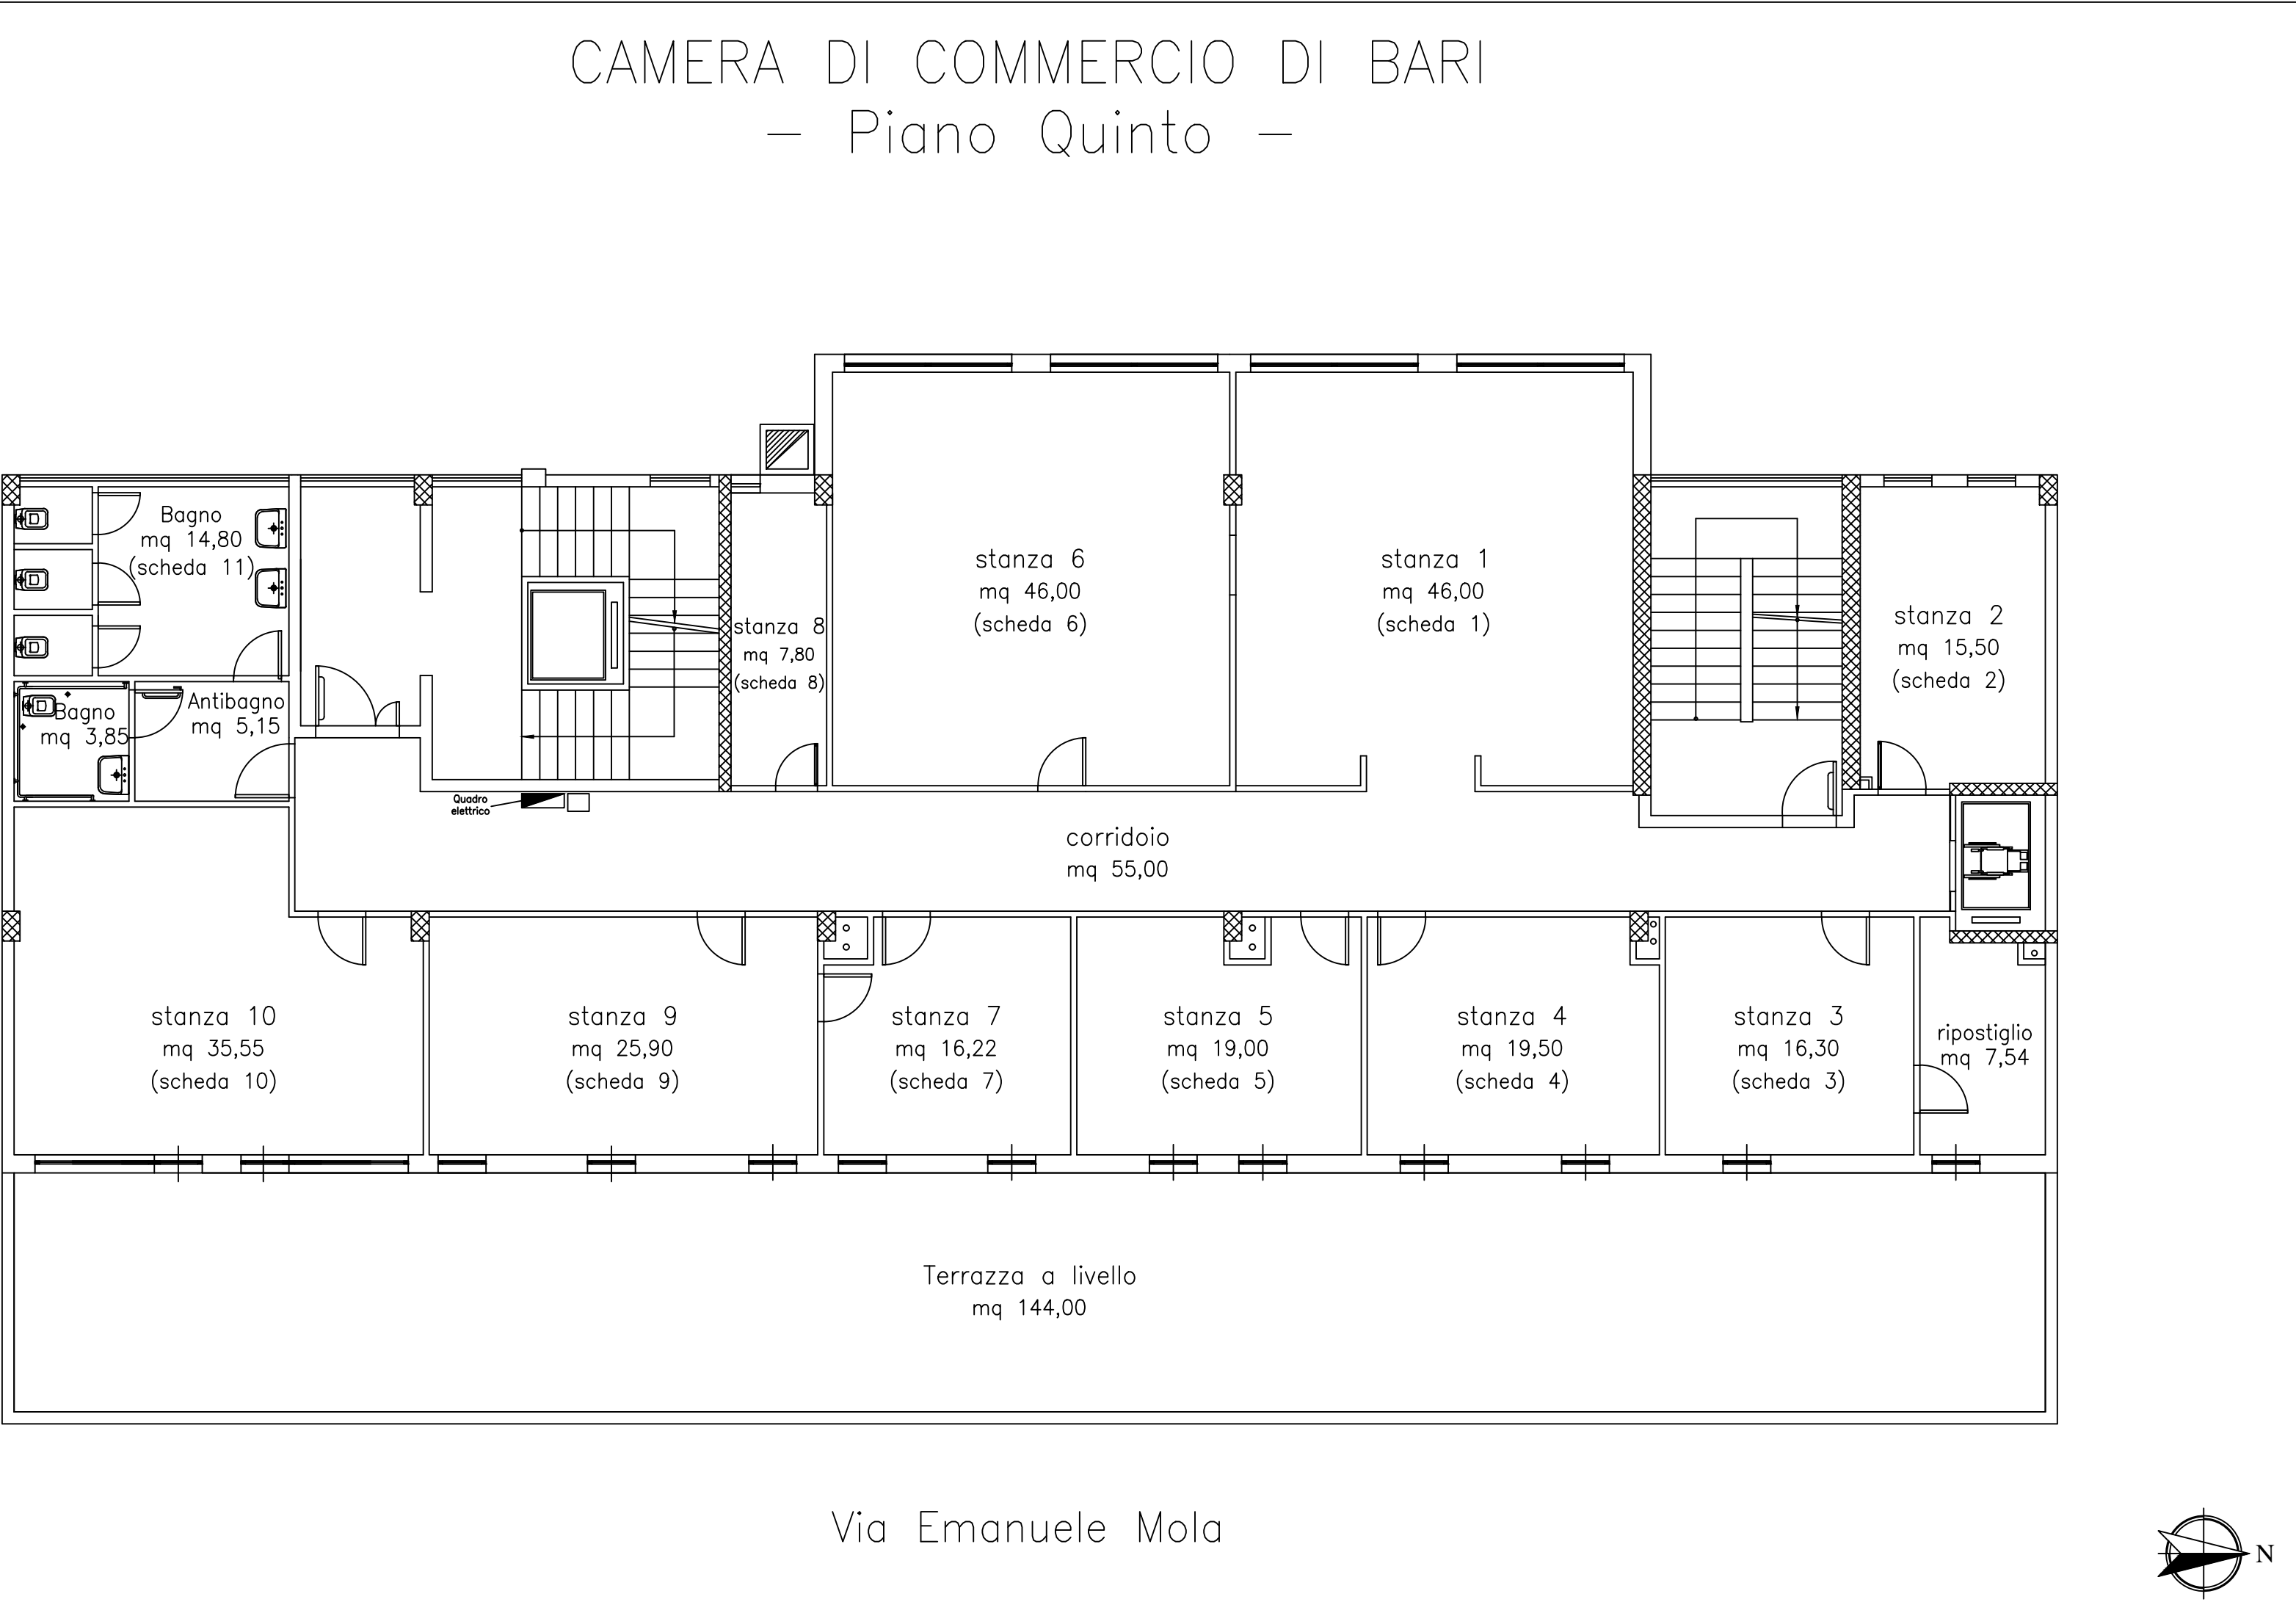 CAMERA DI COMMERCIO DI BARI
- Piano Quinto -
Bagno
mq 14,80
(scheda 11)
Bagno
mq 3,85
Antibagno
mq 5,15
Quadro
elettrico
stanza 8
mq 7,80
(scheda 8)
stanza 6
mq 46,00
(scheda 6)
stanza 1
mq 46,00
(scheda 1)
stanza 2
mq 15,50
(scheda 2)
corridoio
mq 55,00
stanza 10
mq 35,55
(scheda 10)
stanza 9
mq 25,90
(scheda 9)
stanza 7
mq 16,22
(scheda 7)
stanza 5
mq 19,00
(scheda 5)
stanza 4
mq 19,50
(scheda 4)
stanza 3
mq 16,30
(scheda 3)
ripostiglio
mq 7,54
Terrazza a livello
mq 144,00
Via Emanuele Mola
N